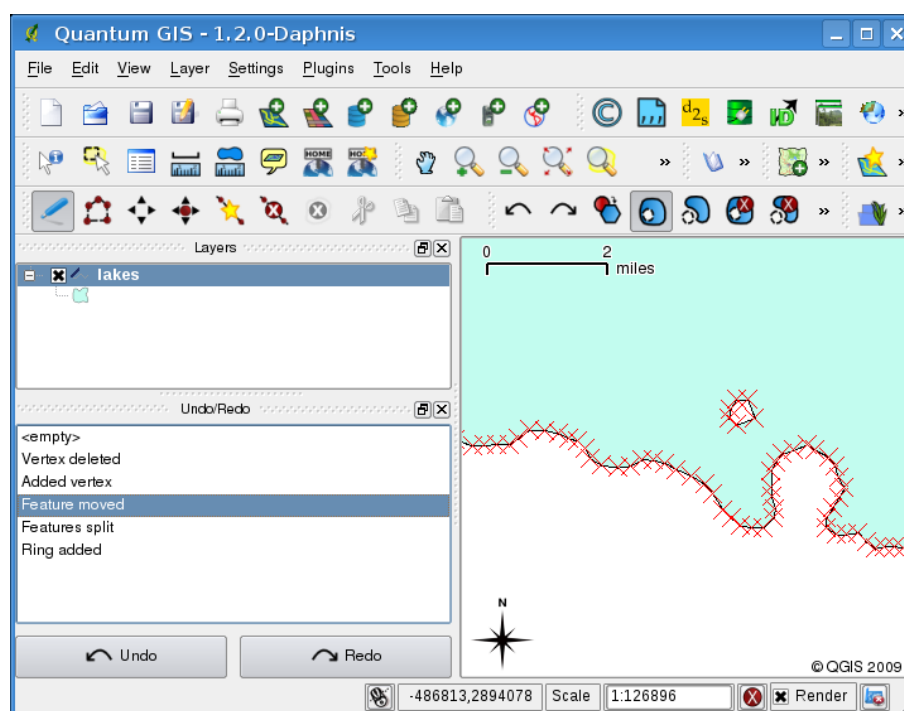 Quantum GIS - 1.2.0-Daphnis
File Edit View Layer Settings Plugins Tools Help
d2s
HOME
Layers
lakes
0 2
miles
Undo/Redo
<empty>
Vertex deleted
Added vertex
Feature moved
Features split
Ring added
N
Undo Redo
© QGIS 2009
-486813,2894078 Scale 1:126896 Render